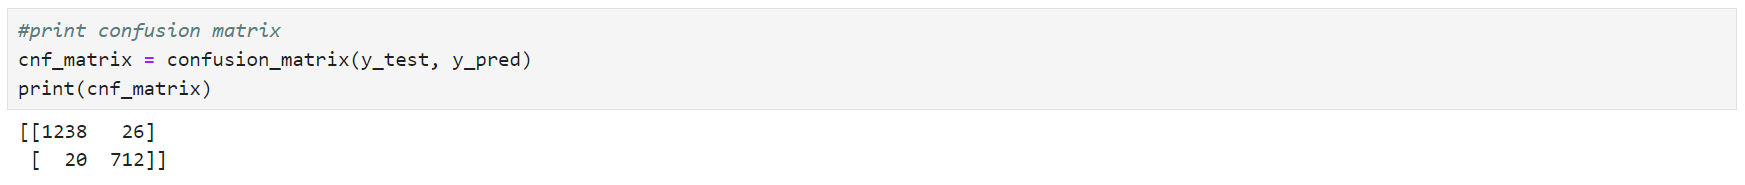 #print confusion matrix
cnf_matrix = confusion_matrix(y_test, y_pred)
print(cnf_matrix)
[[1238   26]
 [  20  712]]